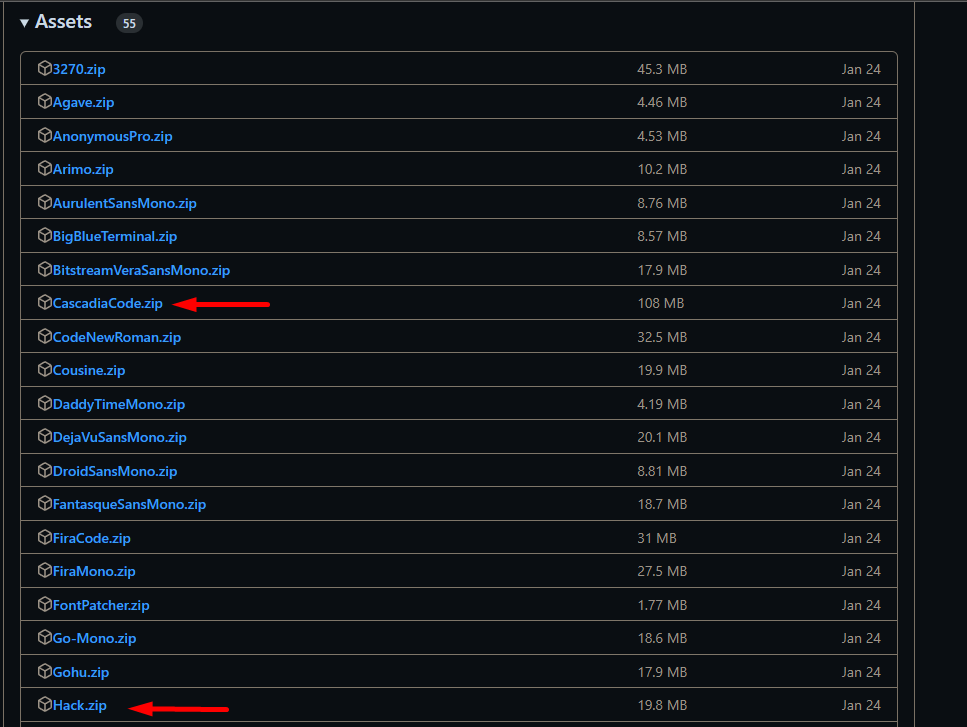 Assets 55
3270.zip 45.3 MB Jan 24
Agave.zip 4.46 MB Jan 24
AnonymousPro.zip 4.53 MB Jan 24
Arimo.zip 10.2 MB Jan 24
AurulentSansMono.zip 8.76 MB Jan 24
BigBlueTerminal.zip 8.57 MB Jan 24
BitstreamVeraSansMono.zip 17.9 MB Jan 24
CascadiaCode.zip 108 MB Jan 24
CodeNewRoman.zip 32.5 MB Jan 24
Cousine.zip 19.9 MB Jan 24
DaddyTimeMono.zip 4.19 MB Jan 24
DejaVuSansMono.zip 20.1 MB Jan 24
DroidSansMono.zip 8.81 MB Jan 24
FantasqueSansMono.zip 18.7 MB Jan 24
FiraCode.zip 31 MB Jan 24
FiraMono.zip 27.5 MB Jan 24
FontPatcher.zip 1.77 MB Jan 24
Go-Mono.zip 18.6 MB Jan 24
Gohu.zip 17.9 MB Jan 24
Hack.zip 19.8 MB Jan 24